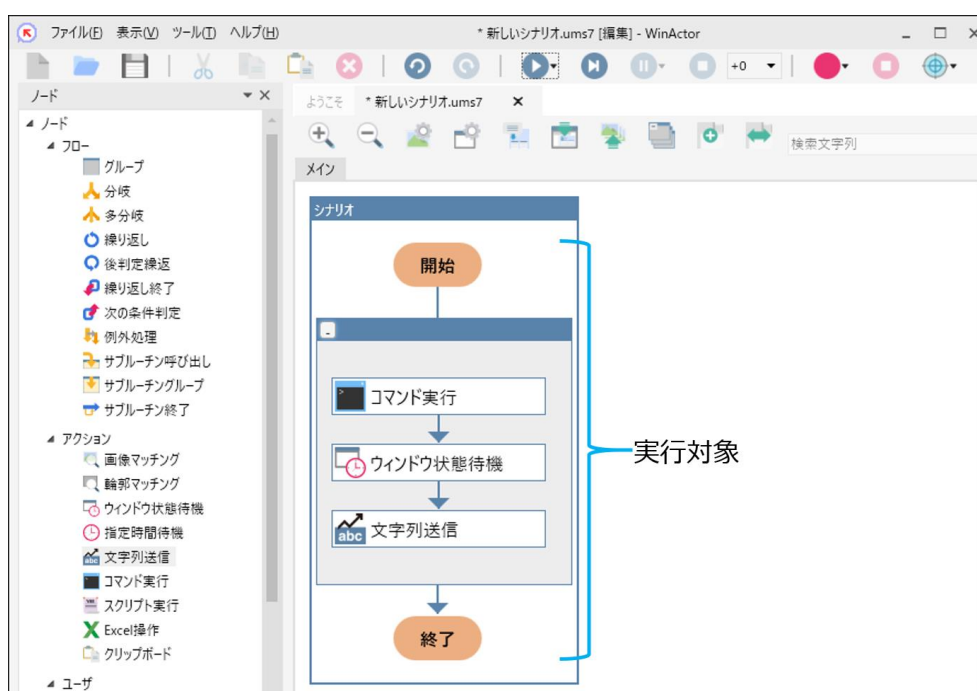 ファイル(F) 表示(V) ツール(T) ヘルプ(H) * 新しいシナリオ.ums7 [編集] - WinActor
+0
ノード
ようこそ * 新しいシナリオ.ums7
検索文字列
メイン
ノード
フロー
グループ
分岐
多分岐
繰り返し
後判定繰返
繰り返し終了
次の条件判定
例外処理
サブルーチン呼び出し
サブルーチングループ
サブルーチン終了
アクション
画像マッチング
輪郭マッチング
ウィンドウ状態待機
指定時間待機
文字列送信
コマンド実行
スクリプト実行
Excel操作
クリップボード
ユーザ
シナリオ
開始
コマンド実行
ウィンドウ状態待機
abc 文字列送信
終了
実行対象